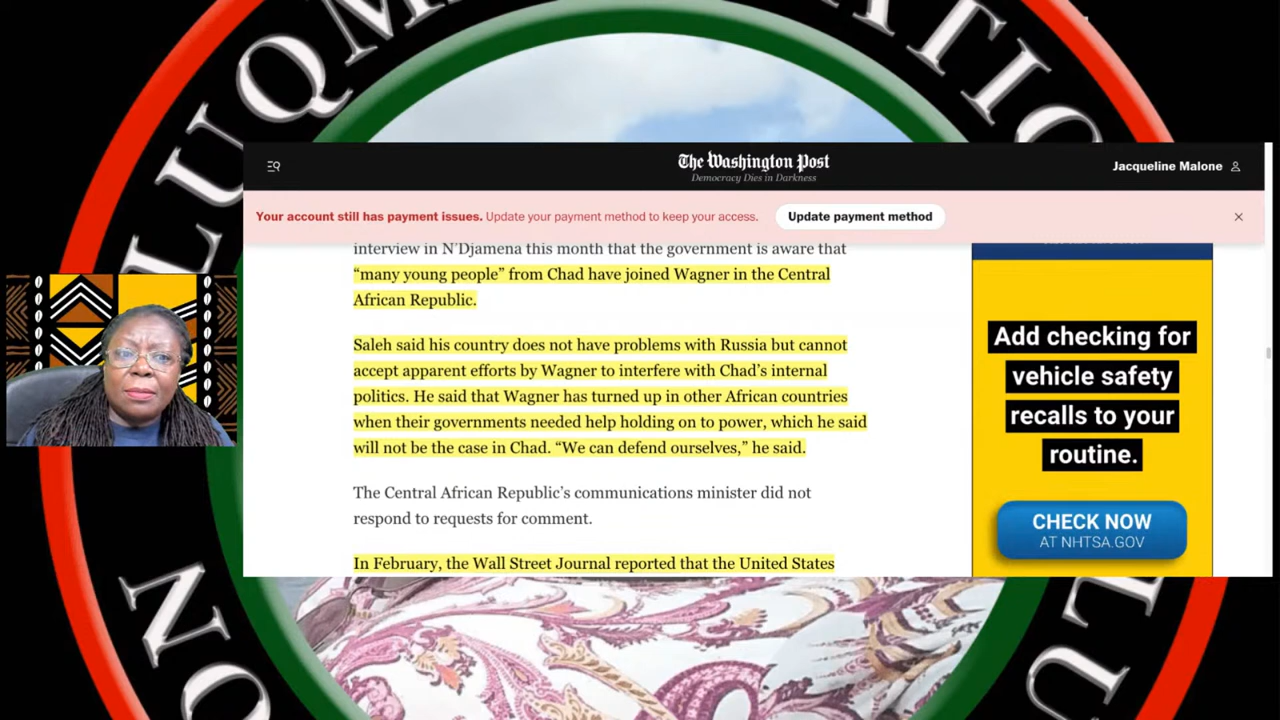 LUQM
ATIO
The Washington Post
Democracy Dies in Darkness
Jacqueline Malone
Your account still has payment issues. Update your payment method to keep your access.
Update payment method
interview in N'Djamena this month that the government is aware that
“many young people” from Chad have joined Wagner in the Central
African Republic.
Saleh said his country does not have problems with Russia but cannot
accept apparent efforts by Wagner to interfere with Chad’s internal
politics. He said that Wagner has turned up in other African countries
when their governments needed help holding on to power, which he said
will not be the case in Chad. “We can defend ourselves,” he said.
The Central African Republic’s communications minister did not
respond to requests for comment.
In February, the Wall Street Journal reported that the United States
Add checking for
vehicle safety
recalls to your
routine.
CHECK NOW
AT NHTSA.GOV